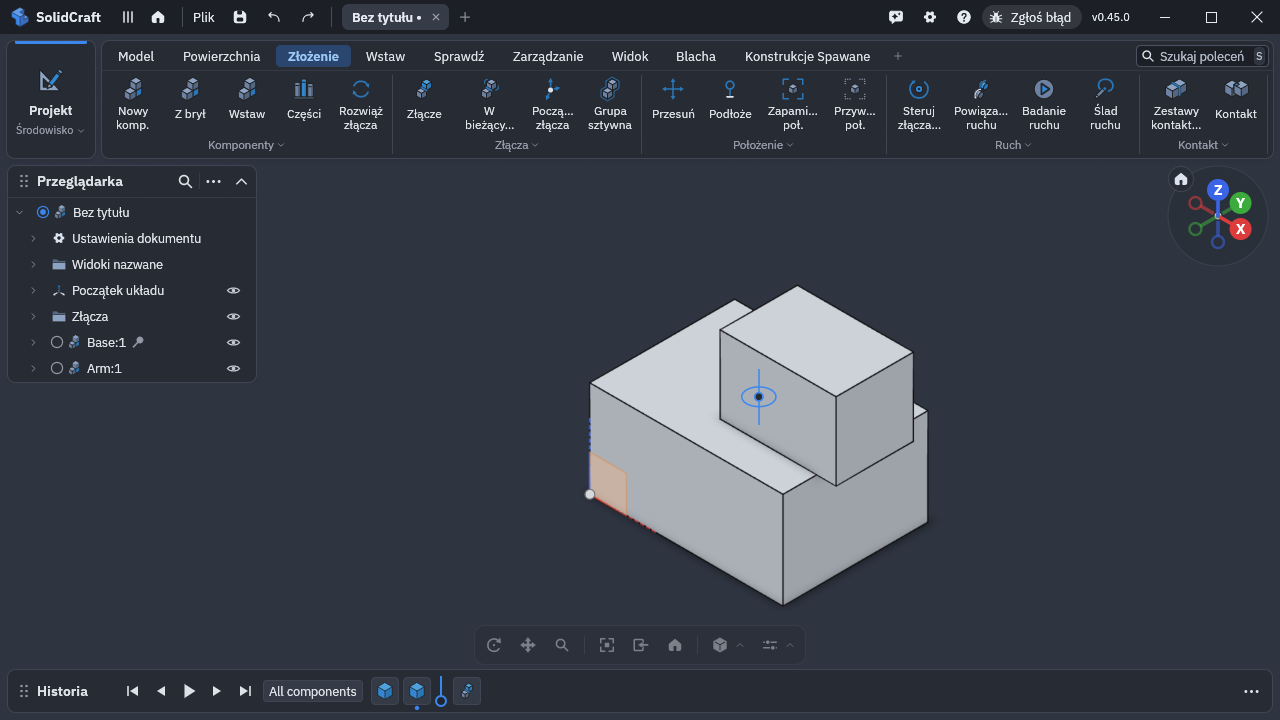 SolidCraft
Plik
Bez tytułu •
Zgłoś błąd
v0.45.0
Projekt
Środowisko
Model
Powierzchnia
Złożenie
Wstaw
Sprawdź
Zarządzanie
Widok
Blacha
Konstrukcje Spawane
Szukaj poleceń
S
Nowy komp.
Z brył
Wstaw
Części
Rozwiąż złącza
Komponenty
Złącze
W bieżący...
Począ... złącza
Grupa sztywna
Złącza
Przesuń
Podłoże
Zapami... poł.
Przyw... poł.
Położenie
Steruj złącza...
Powiąza... ruchu
Badanie ruchu
Ślad ruchu
Ruch
Zestawy kontakt...
Kontakt
Kontakt
Przeglądarka
Bez tytułu
Ustawienia dokumentu
Widoki nazwane
Początek układu
Złącza
Base:1
Arm:1
Z
Y
X
Historia
All components